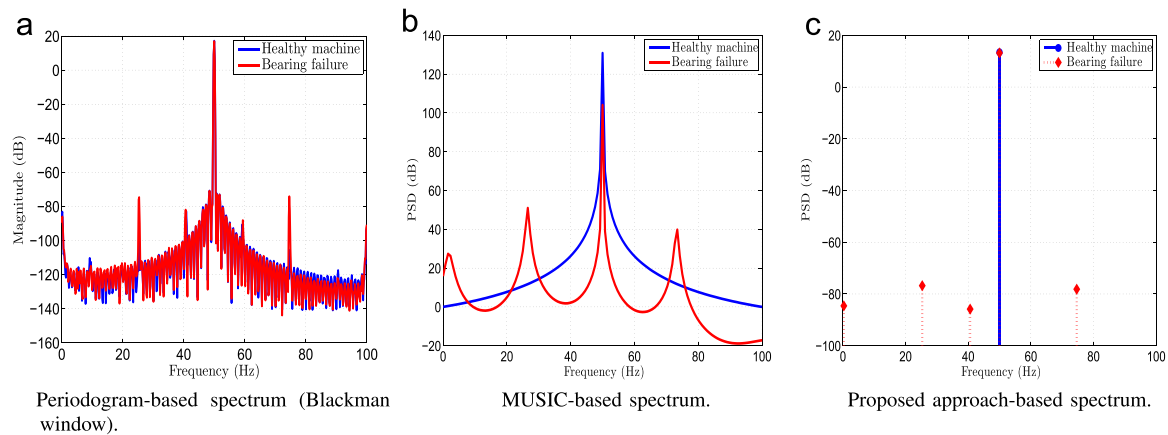 a
20
0
−20
−40
−60
−80
−100
−120
−140
−160
0
20
40
60
80
100
Magnitude (dB)
Frequency (Hz)
Healthy machine
Bearing failure
Periodogram-based spectrum (Blackman
window).
b
140
120
100
80
60
40
20
0
−20
0
20
40
60
80
100
PSD (dB)
Frequency (Hz)
Healthy machine
Bearing failure
MUSIC-based spectrum.
c
20
0
−20
−40
−60
−80
−100
0
20
40
60
80
100
PSD (dB)
Frequency (Hz)
Healthy machine
Bearing failure
Proposed approach-based spectrum.